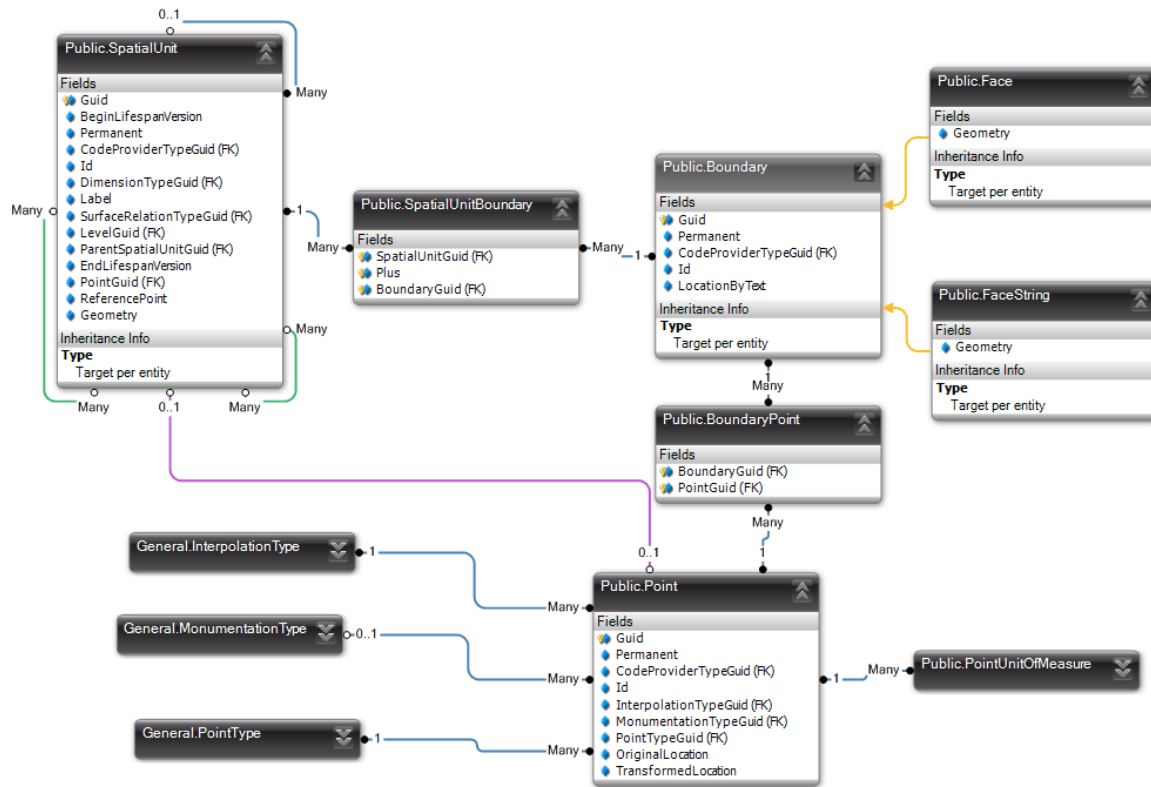 0..1
Public.SpatialUnit
Fields
Guid
BeginLifespanVersion
Permanent
CodeProviderTypeGuid (FK)
Id
DimensionTypeGuid (FK)
Label
SurfaceRelationTypeGuid (FK)
LevelGuid (FK)
ParentSpatialUnitGuid (FK)
EndLifespanVersion
PointGuid (FK)
ReferencePoint
Geometry
Inheritance Info
Type
Target per entity
Many
Many
1
Many
Many
Many
0..1
Many
Public.SpatialUnitBoundary
Fields
SpatialUnitGuid (FK)
Plus
BoundaryGuid (FK)
Many
1
Public.Boundary
Fields
Guid
Permanent
CodeProviderTypeGuid (FK)
Id
LocationByText
Inheritance Info
Type
Target per entity
Public.Face
Fields
Geometry
Inheritance Info
Type
Target per entity
Public.FaceString
Fields
Geometry
Inheritance Info
Type
Target per entity
1
Many
Public.BoundaryPoint
Fields
BoundaryGuid (FK)
PointGuid (FK)
Many
1
0..1
General.InterpolationType
1
Many
General.MonumentationType
0..1
Many
General.PointType
1
Many
Public.Point
Fields
Guid
Permanent
CodeProviderTypeGuid (FK)
Id
InterpolationTypeGuid (FK)
MonumentationTypeGuid (FK)
PointTypeGuid (FK)
OriginalLocation
TransformedLocation
1
Many
Public.PointUnitOfMeasure